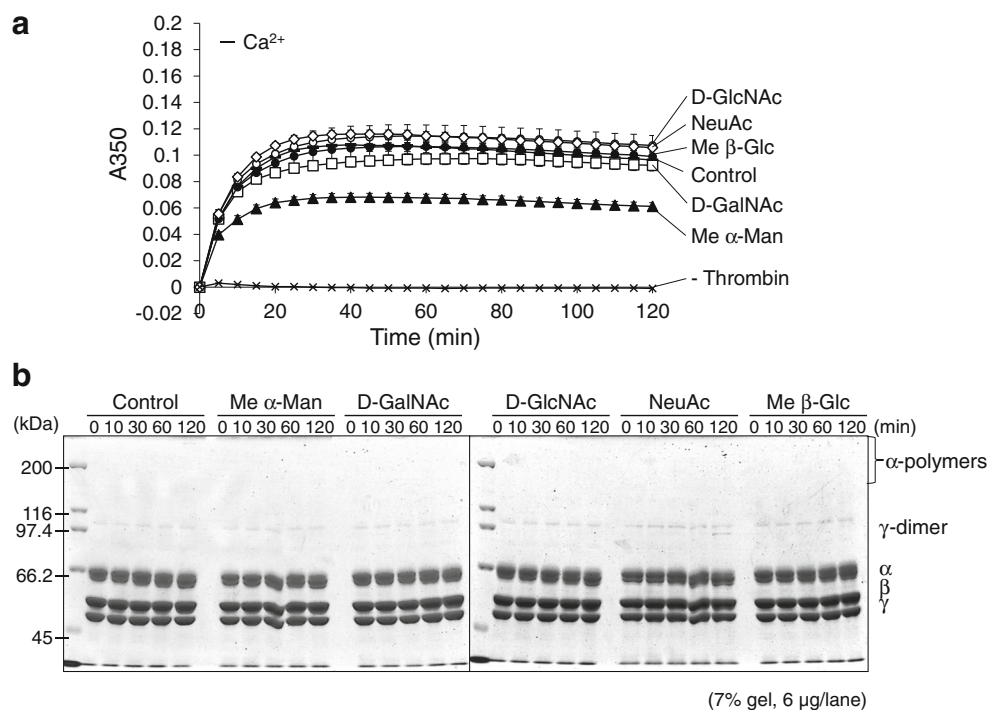 a
0.2
0.18
0.16
0.14
0.12
0.1
0.08
0.06
0.04
0.02
0
-0.02
A350
— Ca²⁺
0 20 40 60 80 100 120
Time (min)
D-GlcNAc
NeuAc
Me β-Glc
Control
D-GalNAc
Me α-Man
- Thrombin
b
Control Me α-Man D-GalNAc D-GlcNAc NeuAc Me β-Glc
(kDa) 0 10 30 60 120 0 10 30 60 120 0 10 30 60 120 0 10 30 60 120 0 10 30 60 120 0 10 30 60 120 (min)
200
116
97.4
66.2
45
α-polymers
γ-dimer
α
β
γ
(7% gel, 6 µg/lane)